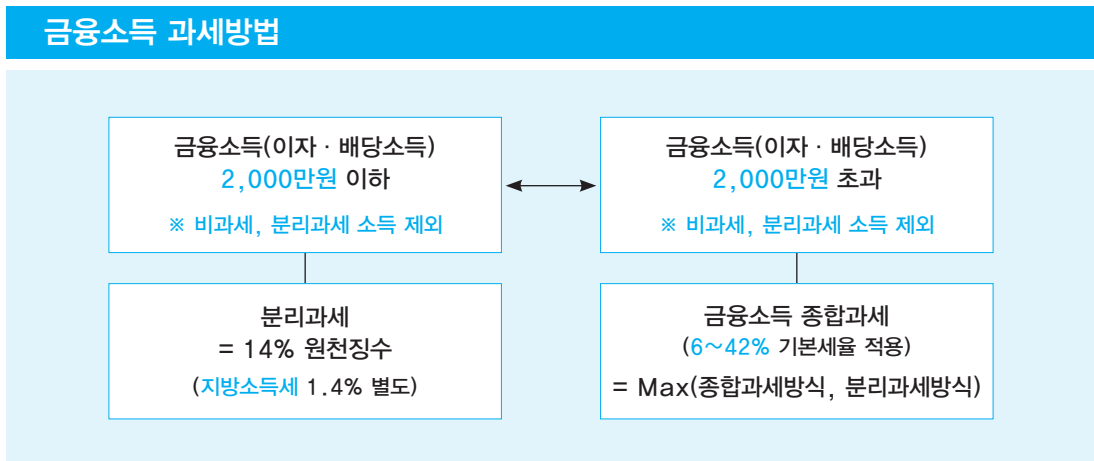 금융소득 과세방법
금융소득(이자 · 배당소득)
2,000만원 이하
※ 비과세, 분리과세 소득 제외
금융소득(이자 · 배당소득)
2,000만원 초과
※ 비과세, 분리과세 소득 제외
분리과세
= 14% 원천징수
(지방소득세 1.4% 별도)
금융소득 종합과세
(6~42% 기본세율 적용)
= Max(종합과세방식, 분리과세방식)